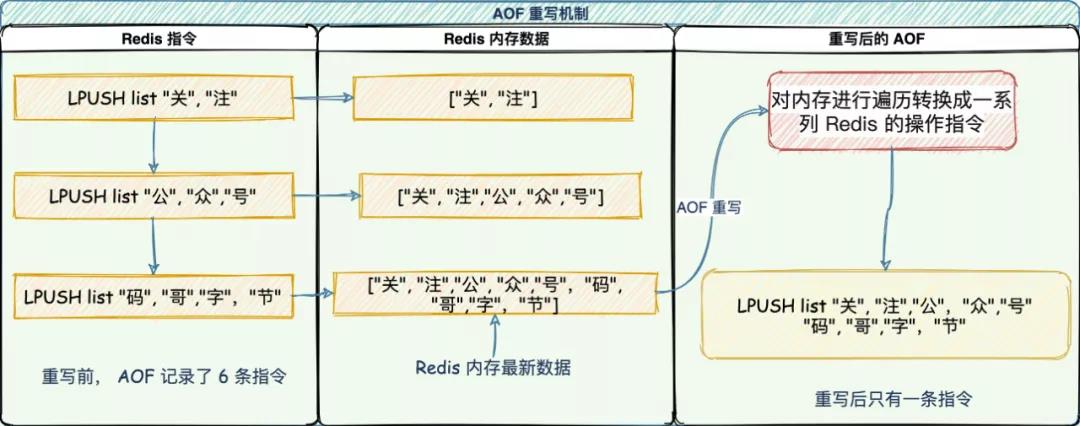 AOF 重写机制
Redis 指令
Redis 内存数据
重写后的 AOF
LPUSH list "关", "注"
["关", "注"]
对内存进行遍历转换成一系
列 Redis 的操作指令
LPUSH list "公", "众","号"
["关", "注","公", "众","号"]
AOF 重写
LPUSH list "码", "哥","字", "节"
["关", "注","公", "众","号", "码",
"哥","字", "节"]
LPUSH list "关", "注","公", "众","号"
"码", "哥","字", "节"
Redis 内存最新数据
重写前, AOF 记录了 6 条指令
重写后只有一条指令